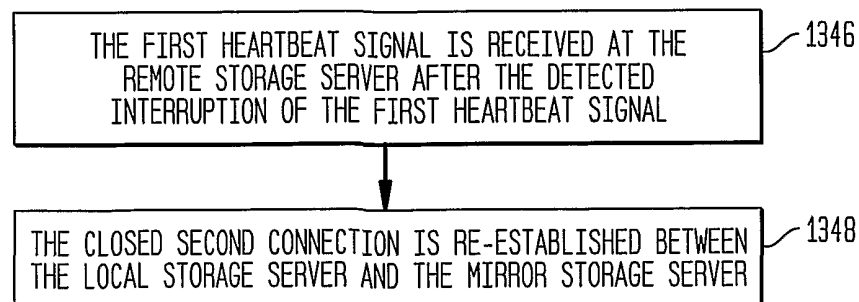 THE FIRST HEARTBEAT SIGNAL IS RECEIVED AT THE
REMOTE STORAGE SERVER AFTER THE DETECTED
INTERRUPTION OF THE FIRST HEARTBEAT SIGNAL
1346
THE CLOSED SECOND CONNECTION IS RE-ESTABLISHED BETWEEN
THE LOCAL STORAGE SERVER AND THE MIRROR STORAGE SERVER
1348